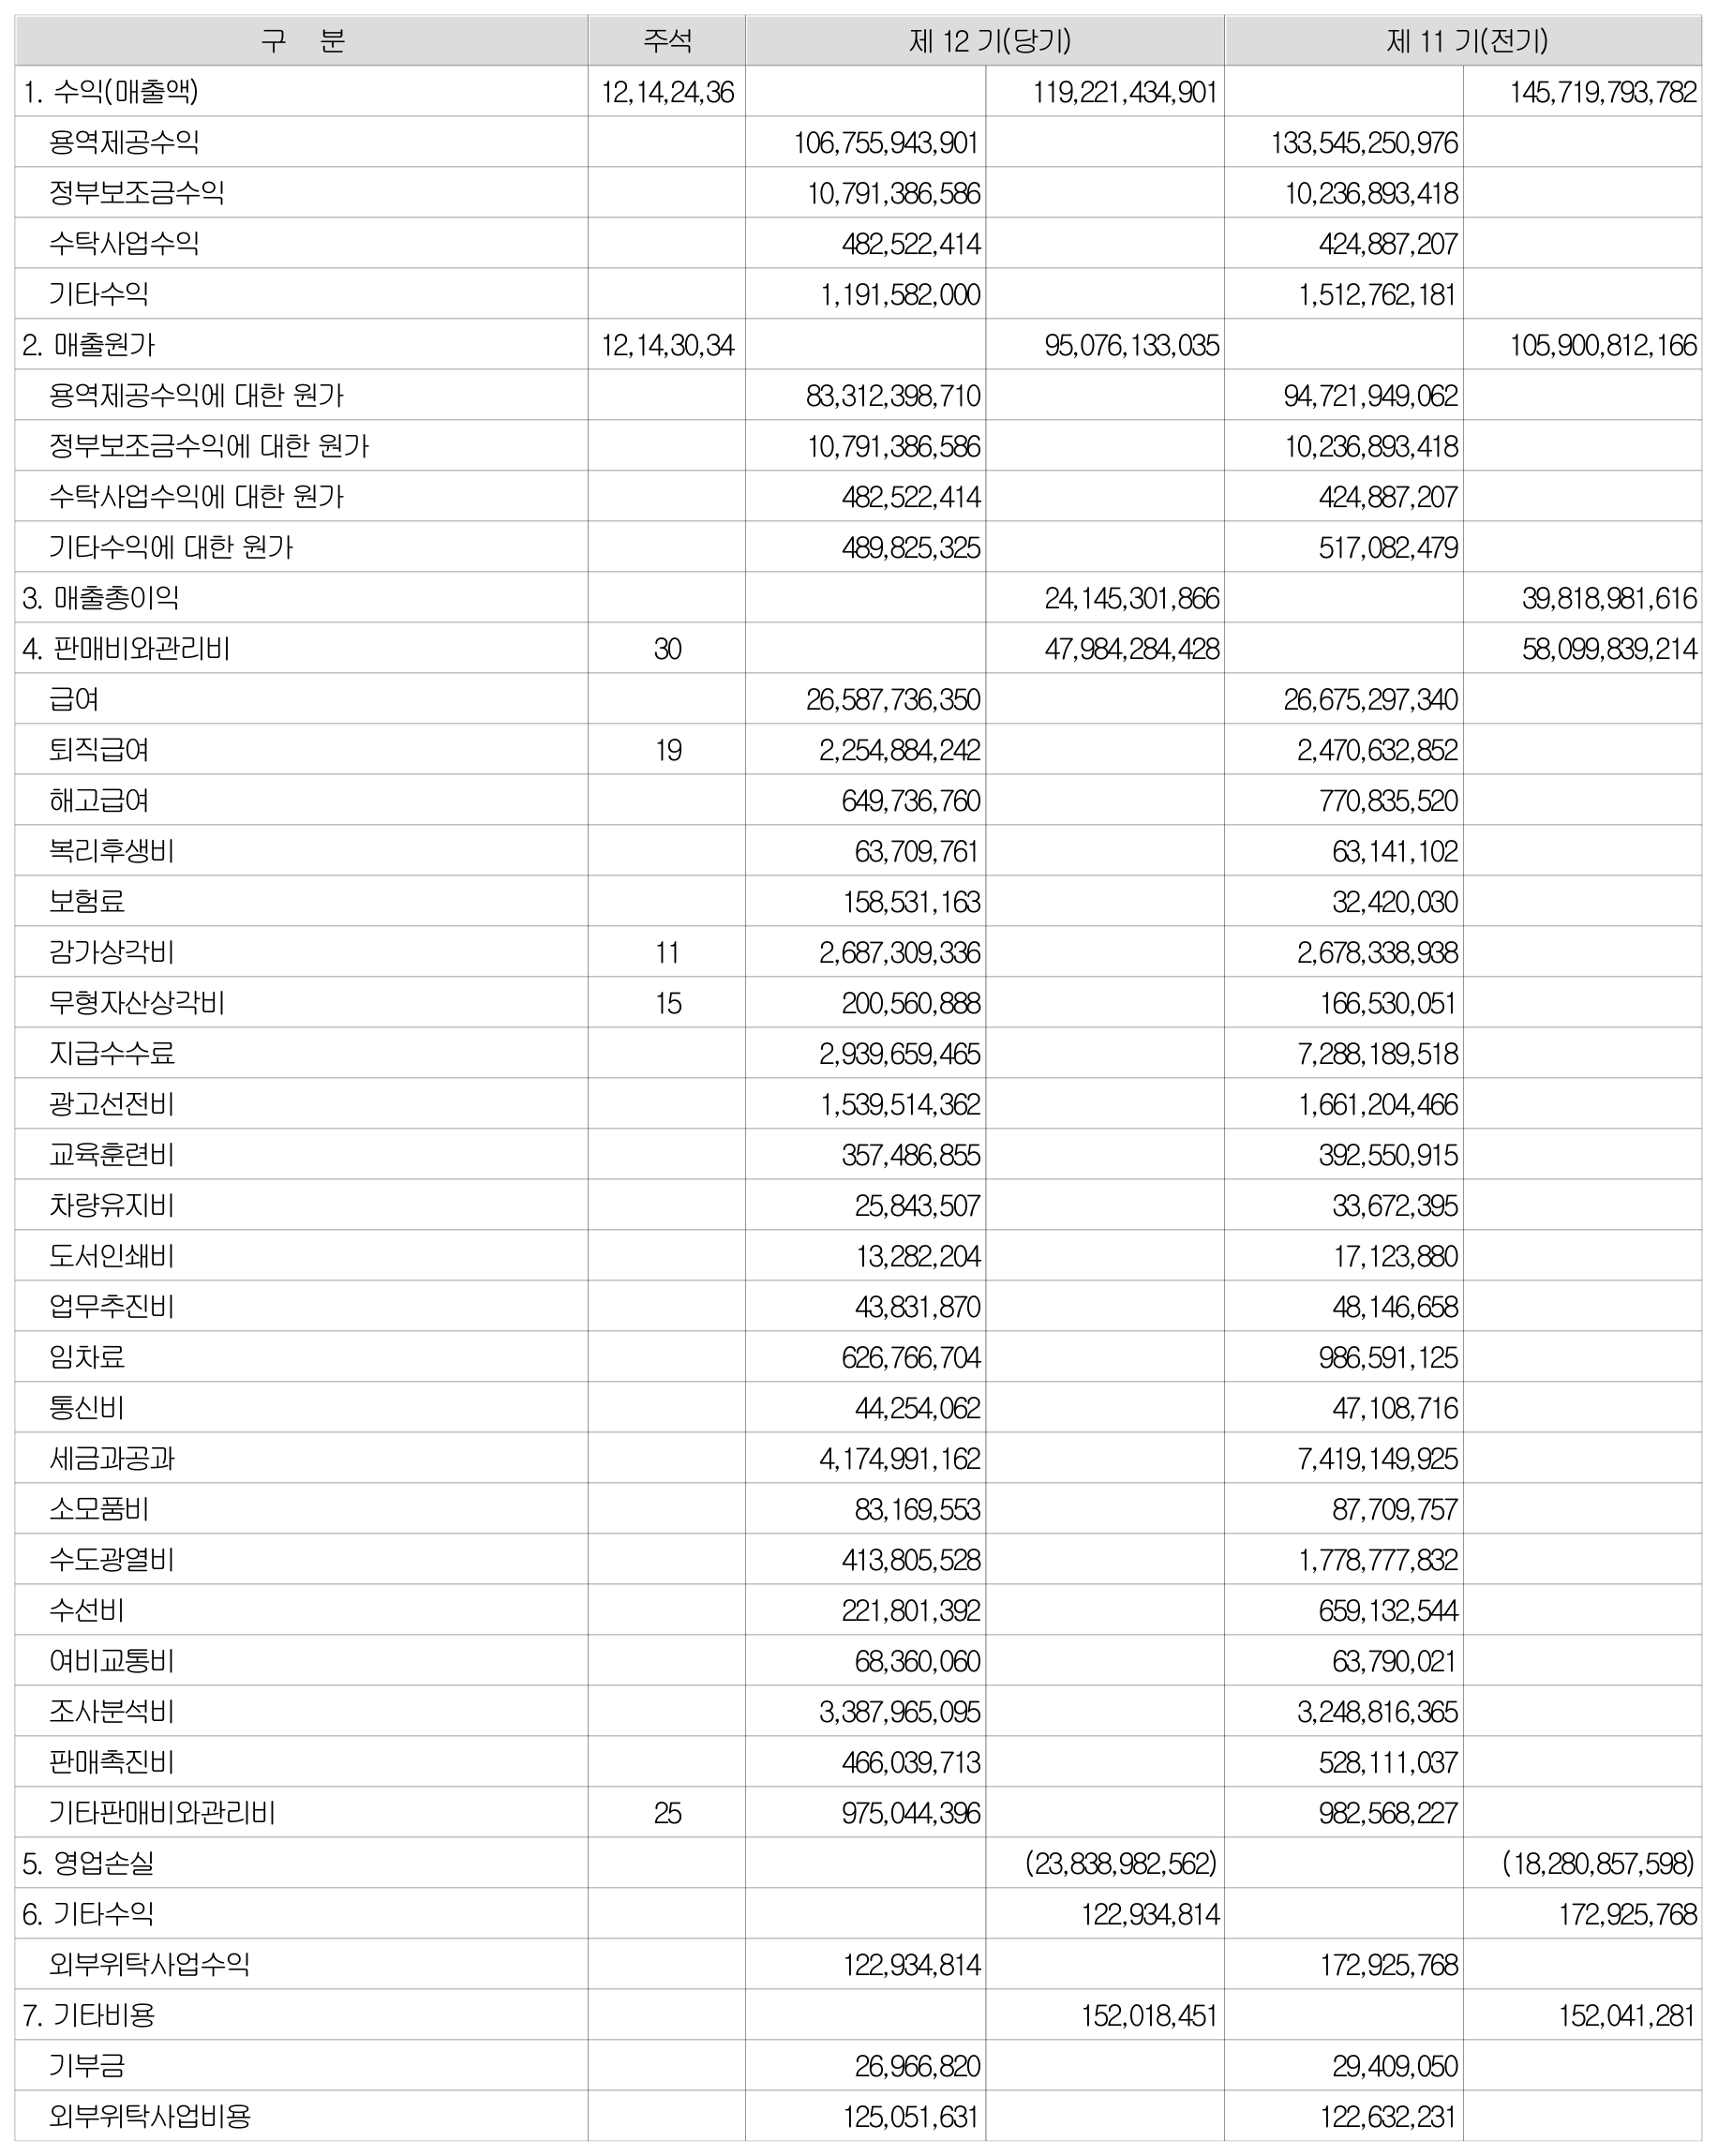 구 분 주석 제 12 기(당기) 제 11 기(전기)
1. 수익(매출액) 12,14,24,36 119,221,434,901 145,719,793,782
용역제공수익 106,755,943,901 133,545,250,976
정부보조금수익 10,791,386,586 10,236,893,418
수탁사업수익 482,522,414 424,887,207
기타수익 1,191,582,000 1,512,762,181
2. 매출원가 12,14,30,34 95,076,133,035 105,900,812,166
용역제공수익에 대한 원가 83,312,398,710 94,721,949,062
정부보조금수익에 대한 원가 10,791,386,586 10,236,893,418
수탁사업수익에 대한 원가 482,522,414 424,887,207
기타수익에 대한 원가 489,825,325 517,082,479
3. 매출총이익 24,145,301,866 39,818,981,616
4. 판매비와관리비 30 47,984,284,428 58,099,839,214
급여 26,587,736,350 26,675,297,340
퇴직급여 19 2,254,884,242 2,470,632,852
해고급여 649,736,760 770,835,520
복리후생비 63,709,761 63,141,102
보험료 158,531,163 32,420,030
감가상각비 11 2,687,309,336 2,678,338,938
무형자산상각비 15 200,560,888 166,530,051
지급수수료 2,939,659,465 7,288,189,518
광고선전비 1,539,514,362 1,661,204,466
교육훈련비 357,486,855 392,550,915
차량유지비 25,843,507 33,672,395
도서인쇄비 13,282,204 17,123,880
업무추진비 43,831,870 48,146,658
임차료 626,766,704 986,591,125
통신비 44,254,062 47,108,716
세금과공과 4,174,991,162 7,419,149,925
소모품비 83,169,553 87,709,757
수도광열비 413,805,528 1,778,777,832
수선비 221,801,392 659,132,544
여비교통비 68,360,060 63,790,021
조사분석비 3,387,965,095 3,248,816,365
판매촉진비 466,039,713 528,111,037
기타판매비와관리비 25 975,044,396 982,568,227
5. 영업손실 (23,838,982,562) (18,280,857,598)
6. 기타수익 122,934,814 172,925,768
외부위탁사업수익 122,934,814 172,925,768
7. 기타비용 152,018,451 152,041,281
기부금 26,966,820 29,409,050
외부위탁사업비용 125,051,631 122,632,231